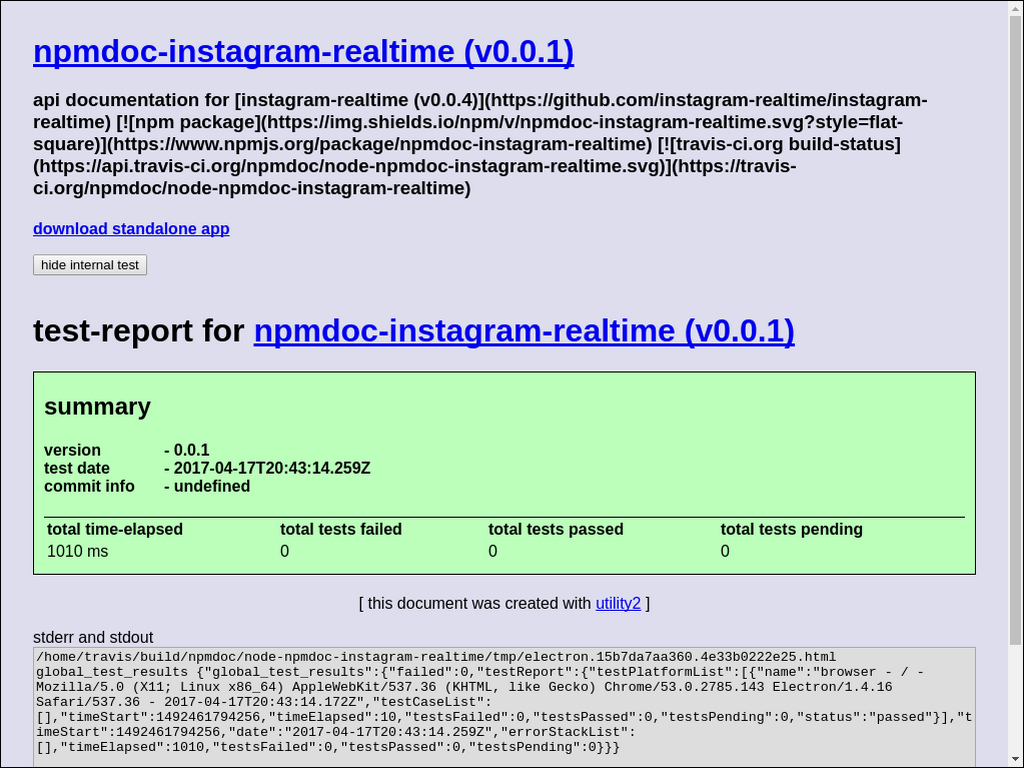 npmdoc-instagram-realtime (v0.0.1)
api documentation for [instagram-realtime (v0.0.4)](https://github.com/instagram-realtime/instagram-
realtime) [![npm package](https://img.shields.io/npm/v/npmdoc-instagram-realtime.svg?style=flat-
square)](https://www.npmjs.org/package/npmdoc-instagram-realtime) [![travis-ci.org build-status]
(https://api.travis-ci.org/npmdoc/node-npmdoc-instagram-realtime.svg)](https://travis-
ci.org/npmdoc/node-npmdoc-instagram-realtime)
download standalone app
hide internal test
test-report for npmdoc-instagram-realtime (v0.0.1)
summary
version - 0.0.1
test date - 2017-04-17T20:43:14.259Z
commit info - undefined
total time-elapsed total tests failed total tests passed total tests pending
1010 ms 0 0 0
[ this document was created with utility2 ]
stderr and stdout
/home/travis/build/npmdoc/node-npmdoc-instagram-realtime/tmp/electron.15b7da7aa360.4e33b0222e25.html
global_test_results {"global_test_results":{"failed":0,"testReport":{"testPlatformList":[{"name":"browser - / -
Mozilla/5.0 (X11; Linux x86_64) AppleWebKit/537.36 (KHTML, like Gecko) Chrome/53.0.2785.143 Electron/1.4.16
Safari/537.36 - 2017-04-17T20:43:14.172Z","testCaseList":
[],"timeStart":1492461794256,"timeElapsed":10,"testsFailed":0,"testsPassed":0,"testsPending":0,"status":"passed"}],"t
imeStart":1492461794256,"date":"2017-04-17T20:43:14.259Z","errorStackList":
[],"timeElapsed":1010,"testsFailed":0,"testsPassed":0,"testsPending":0}}}